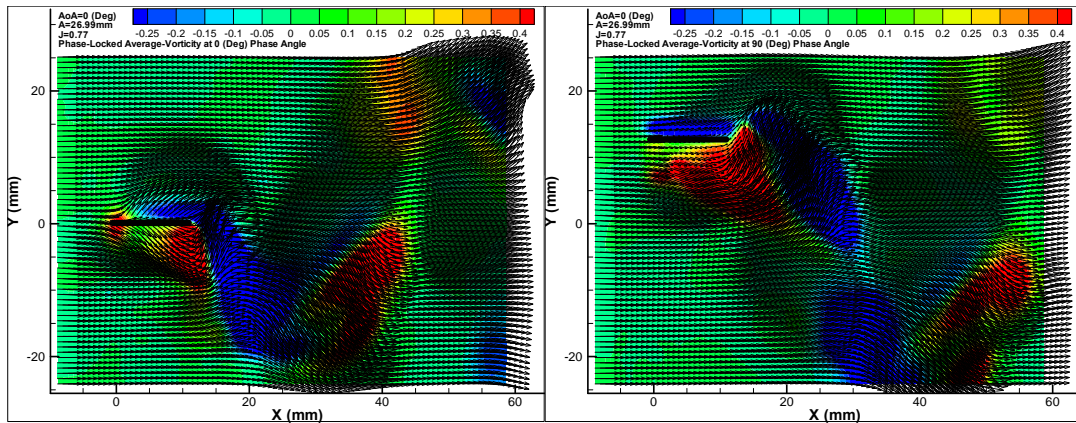 AoA=0 (Deg)
A=26.99mm
J=0.77
-0.25 -0.2 -0.15 -0.1 -0.05 0 0.05 0.1 0.15 0.2 0.25 0.3 0.35 0.4
Phase-Locked Average-Vorticity at 0 (Deg) Phase Angle
Y (mm)
20
0
-20
0 20 40 60
X (mm)
AoA=0 (Deg)
A=26.99mm
J=0.77
-0.25 -0.2 -0.15 -0.1 -0.05 0 0.05 0.1 0.15 0.2 0.25 0.3 0.35 0.4
Phase-Locked Average-Vorticity at 90 (Deg) Phase Angle
Y (mm)
20
0
-20
0 20 40 60
X (mm)